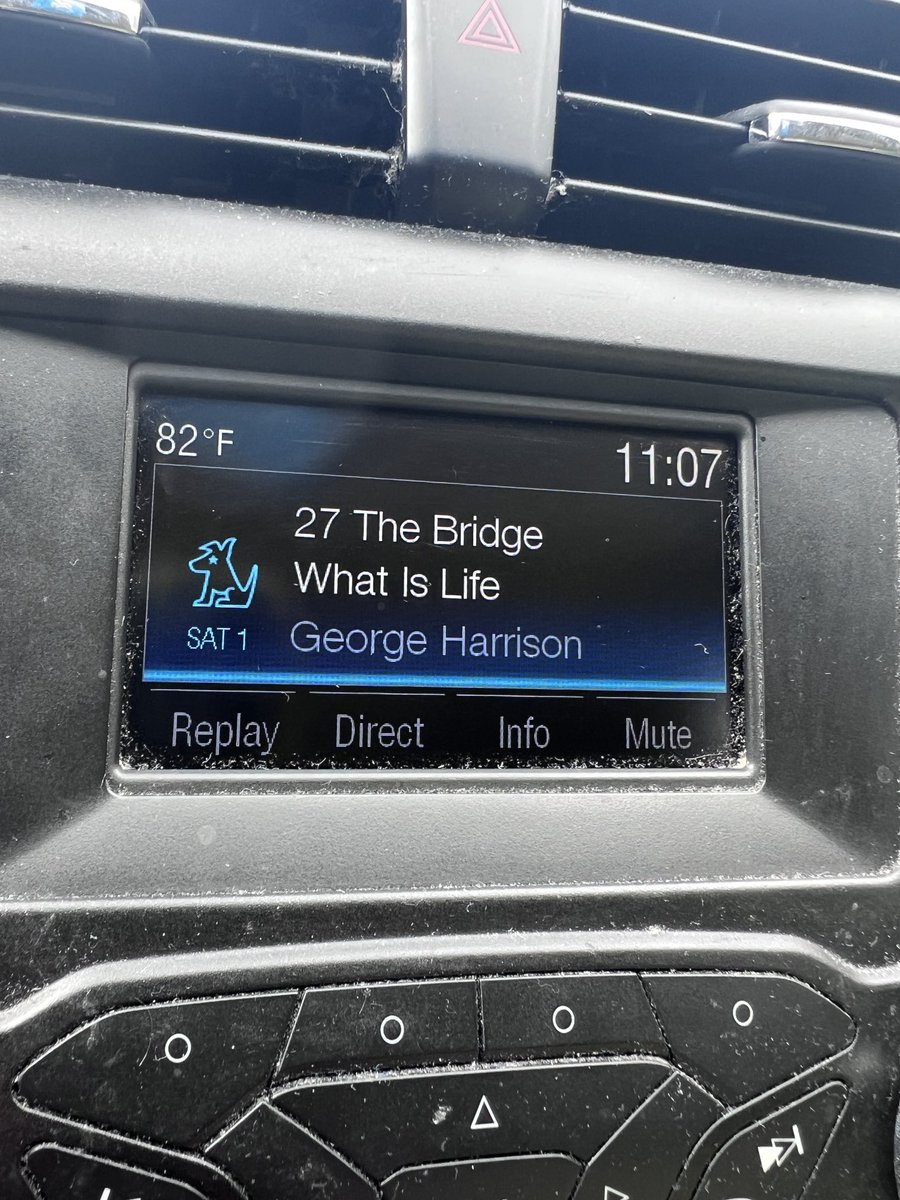 82°F
11:07
27 The Bridge
What Is Life
SAT 1
George Harrison
Replay
Direct
Info
Mute